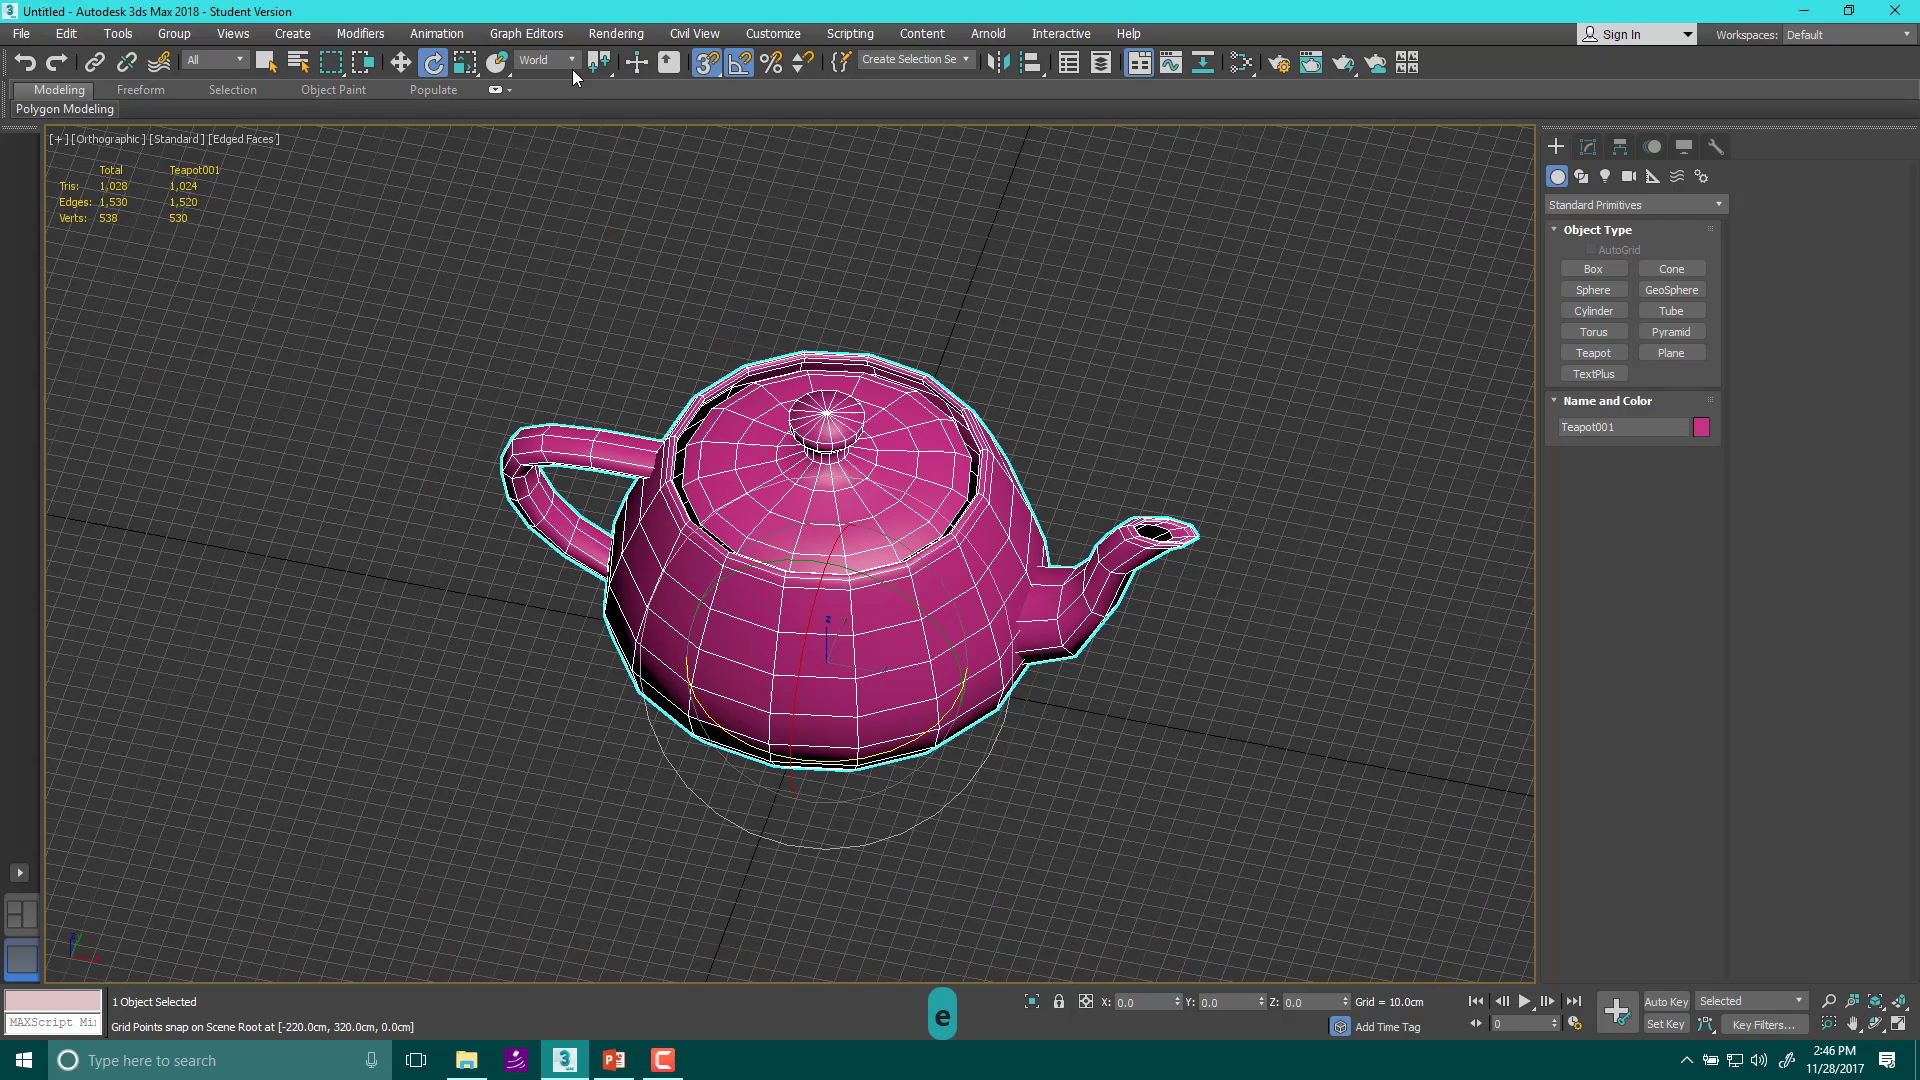 Untitled - Autodesk 3ds Max 2018 - Student Version
File Edit Tools Group Views Create Modifiers Animation Graph Editors Rendering Civil View Customize Scripting Content Arnold Interactive Help
Sign In
Workspaces: Default
All
World
3
Create Selection Se
Modeling Freeform Selection Object Paint Populate
Polygon Modeling
[+] [Orthographic] [Standard] [Edged Faces]
Total Teapot001
Tris: 1,028 1,024
Edges: 1,530 1,520
Verts: 538 530
Standard Primitives
Object Type
AutoGrid
Box Cone
Sphere GeoSphere
Cylinder Tube
Torus Pyramid
Teapot Plane
TextPlus
Name and Color
Teapot001
z y
MAXScript Mi
1 Object Selected
Grid Points snap on Scene Root at [-220.0cm, 320.0cm, 0.0cm]
e
X: 0.0 Y: 0.0 Z: 0.0 Grid = 10.0cm
Add Time Tag
0
Auto Key Selected
Set Key Key Filters...
Type here to search
3
2:46 PM
11/28/2017